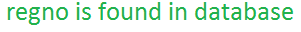 regno is found in database